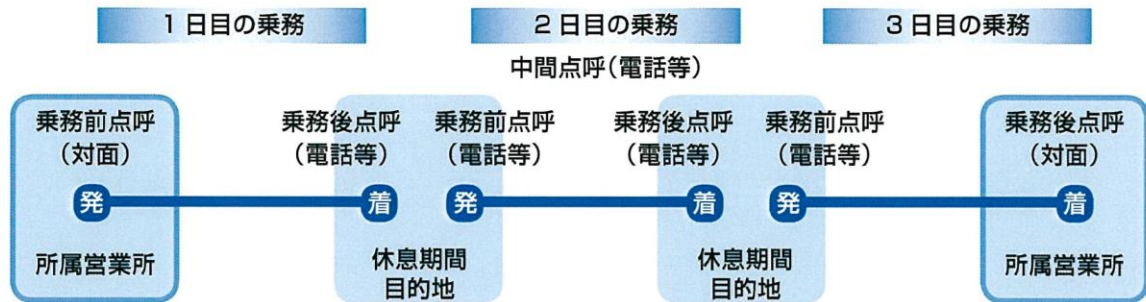 1日目の乗務
2日目の乗務
3日目の乗務
中間点呼(電話等)
乗務前点呼
(対面)
乗務後点呼
(電話等)
乗務前点呼
(電話等)
乗務後点呼
(電話等)
乗務前点呼
(電話等)
乗務後点呼
(対面)
発
着
発
着
発
着
所属営業所
休息期間
目的地
休息期間
目的地
所属営業所